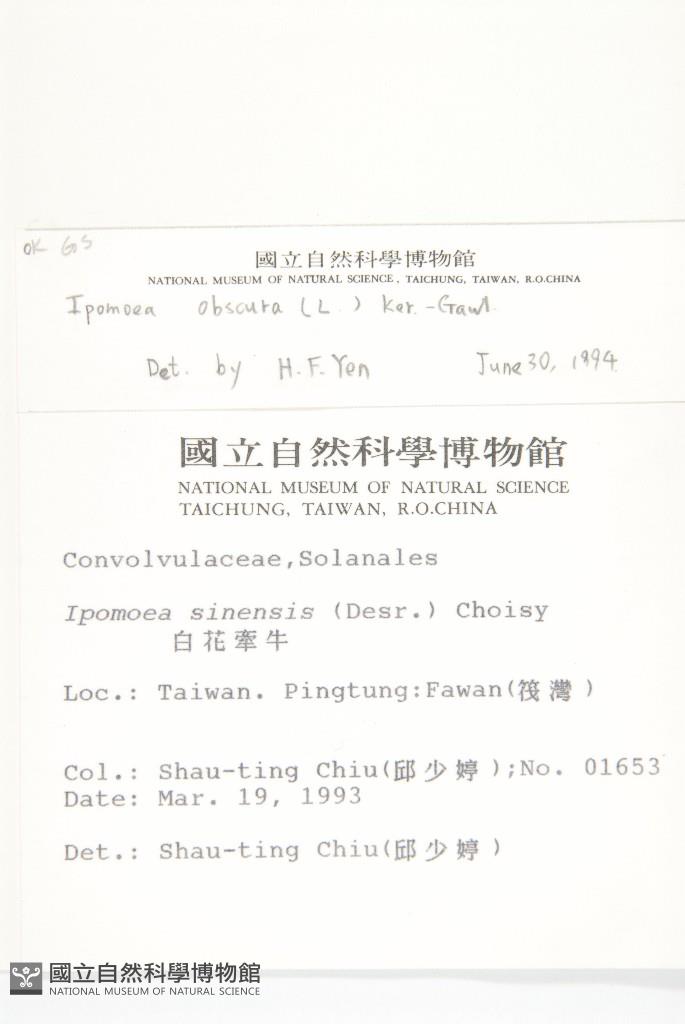 OK GS
國立自然科學博物館
NATIONAL MUSEUM OF NATURAL SCIENCE, TAICHUNG, TAIWAN, R.O.CHINA
Ipomoea obscura (L.) Ker.-Gawl.
Det. by H.F.Yen June 30, 1994
國立自然科學博物館
NATIONAL MUSEUM OF NATURAL SCIENCE
TAICHUNG, TAIWAN, R.O.CHINA
Convolvulaceae,Solanales
Ipomoea sinensis (Desr.) Choisy
白花牽牛
Loc.: Taiwan. Pingtung:Fawan(筏灣)
Col.: Shau-ting Chiu(邱少婷);No. 01653
Date: Mar. 19, 1993
Det.: Shau-ting Chiu(邱少婷)
國立自然科學博物館
NATIONAL MUSEUM OF NATURAL SCIENCE